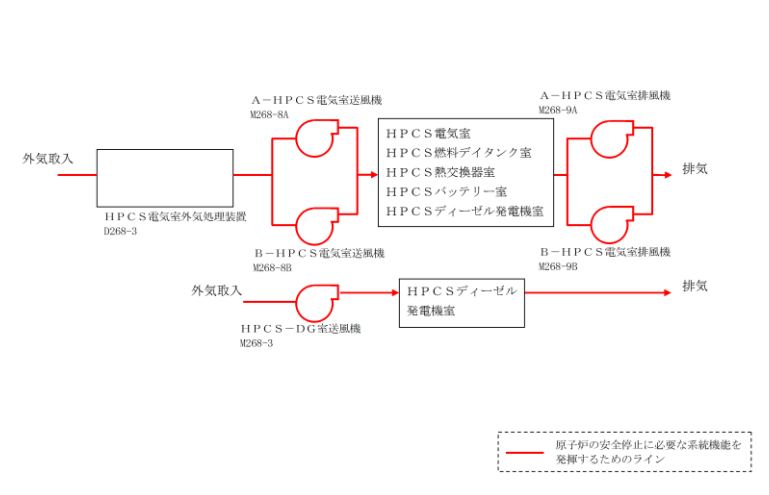 A－HPCS電気室送風機
M268-8A
A－HPCS電気室排風機
M268-9A
外気取入
HPCS電気室外気処理装置
D268-3
HPCS電気室
HPCS燃料デイタンク室
HPCS熱交換器室
HPCSバッテリー室
HPCSディーゼル発電機室
排気
B－HPCS電気室送風機
M268-8B
B－HPCS電気室排風機
M268-9B
外気取入
HPCS－DG室送風機
M268-3
HPCSディーゼル
発電機室
排気
原子炉の安全停止に必要な系統機能を
発揮するためのライン